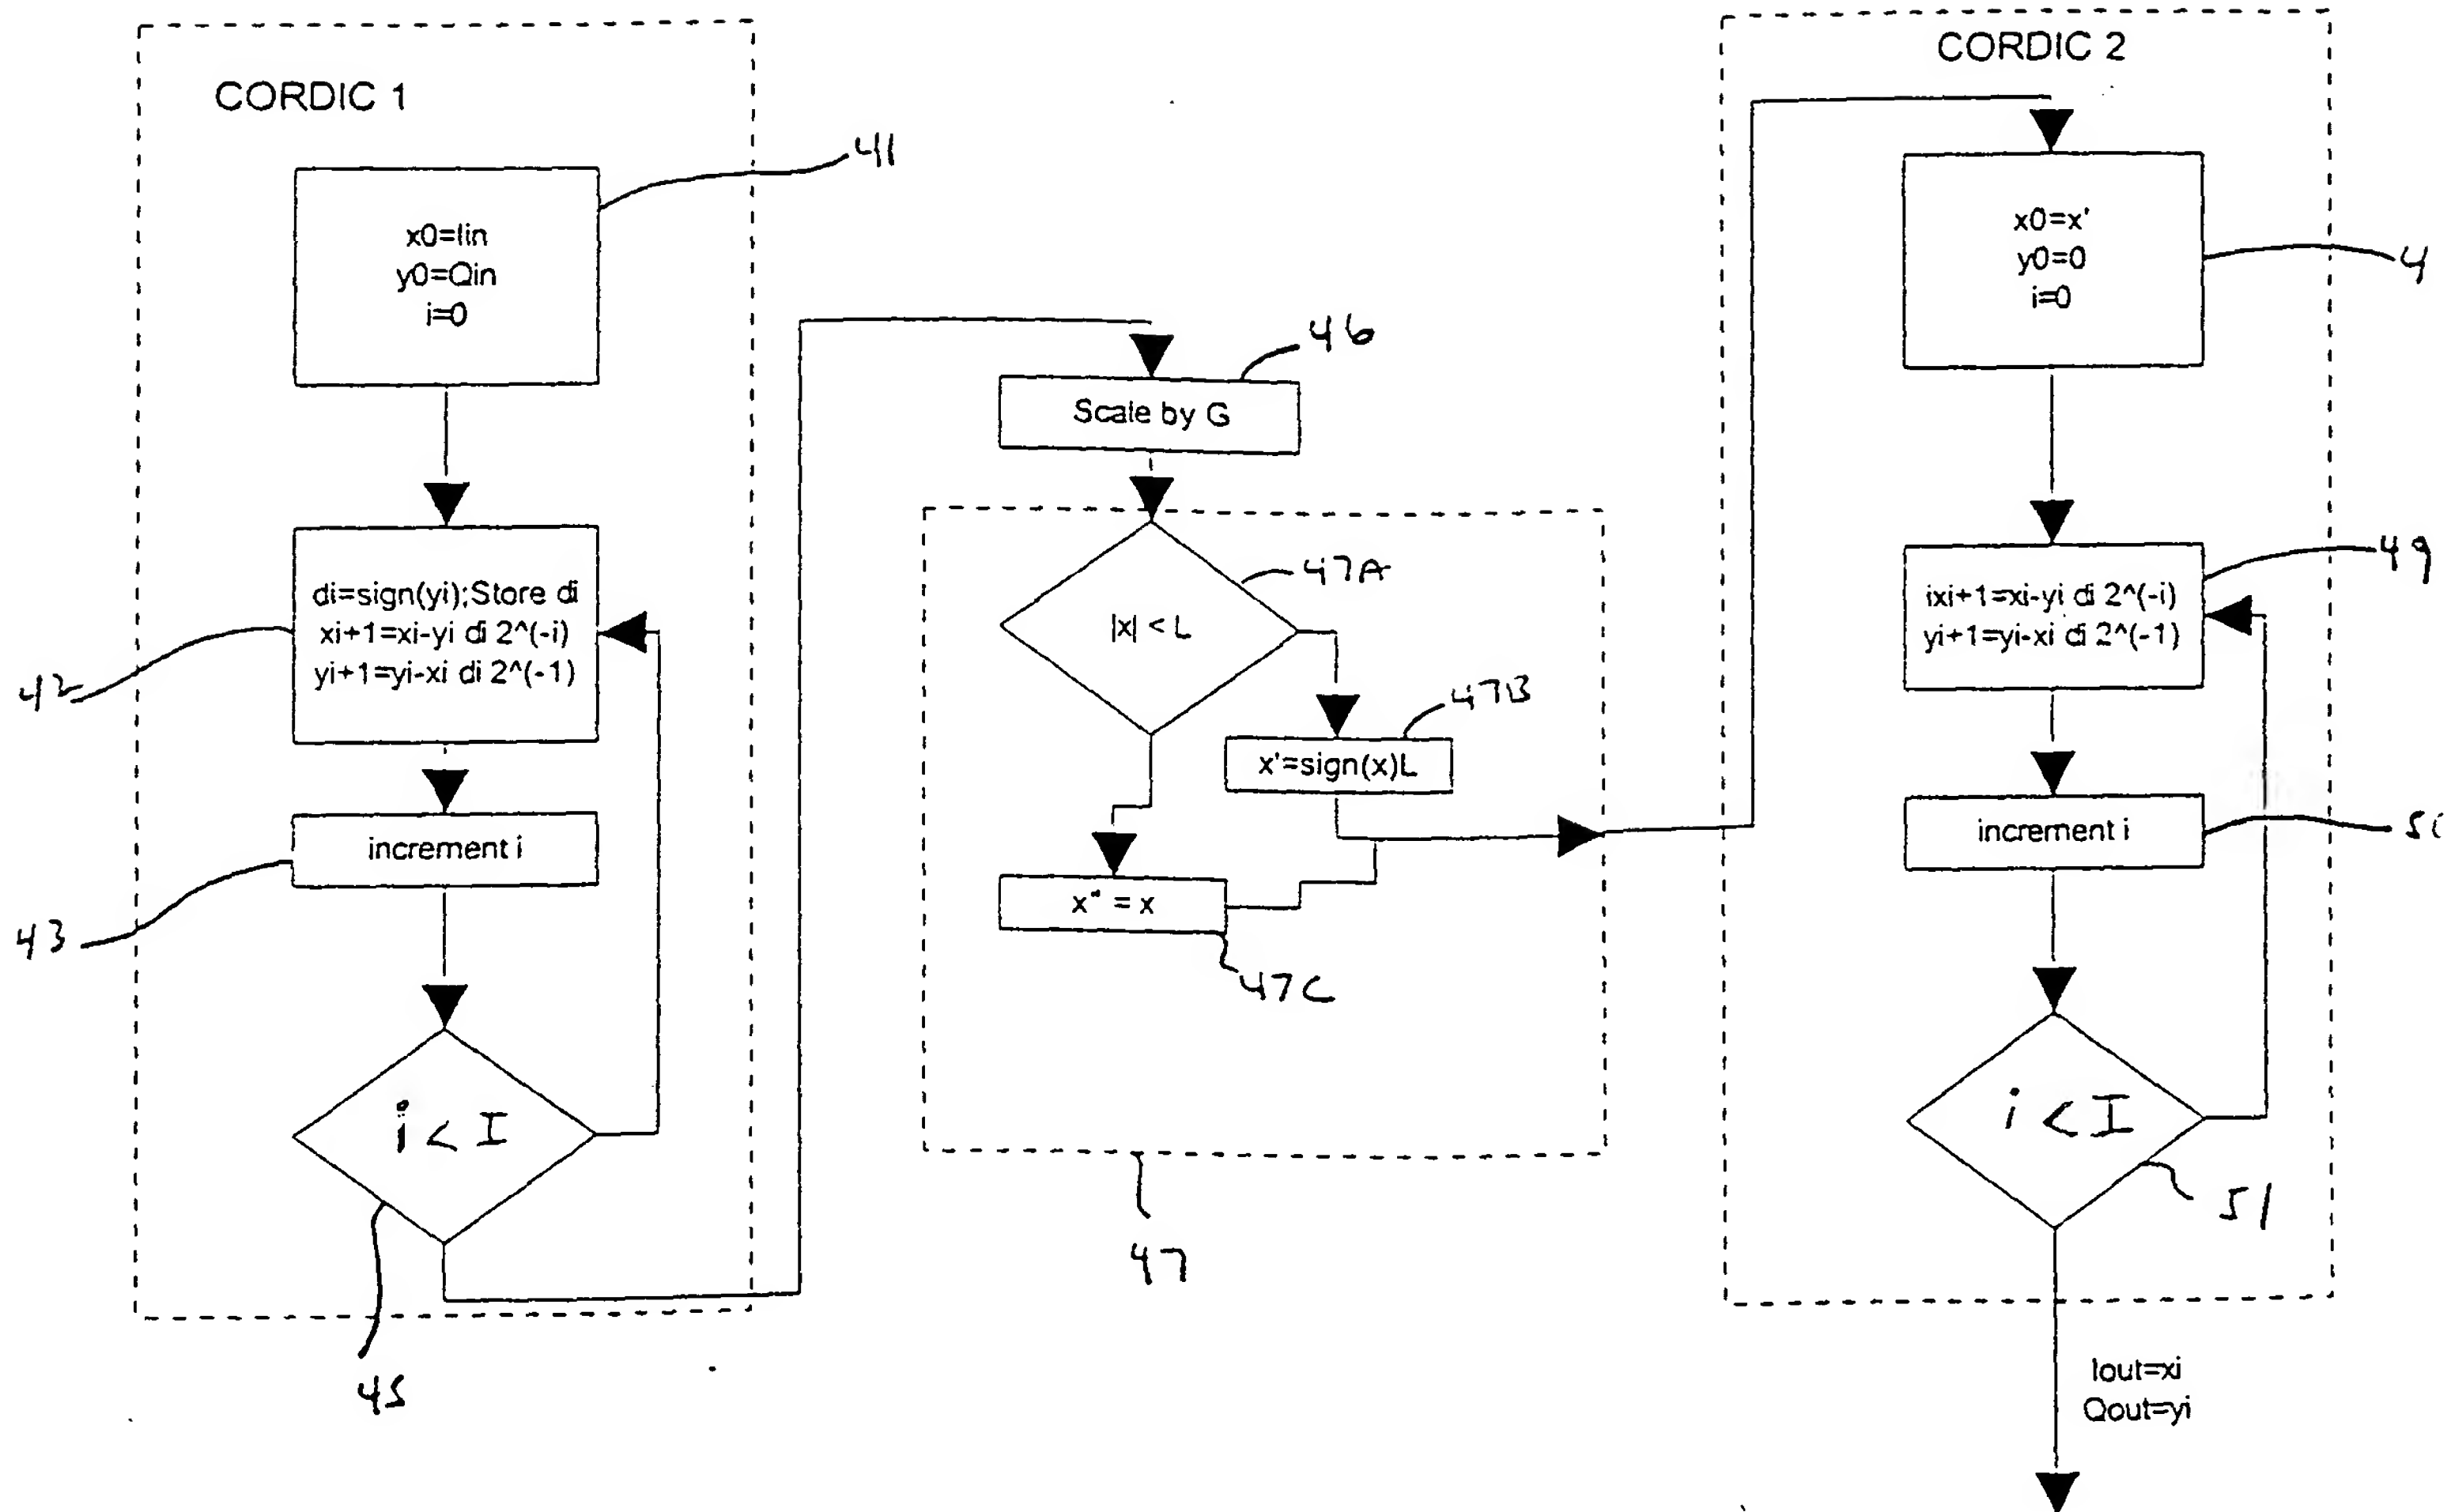 CORDIC 1
41
x0=Iin
y0=Qin
i=0
di=sign(yi);Store di
xi+1=xi-yi di 2^(-i)
yi+1=yi-xi di 2^(-1)
42
increment i
43
i < I
45
46
Scale by G
47A
|x| < L
47B
x'=sign(x)L
x" = x
47C
47
CORDIC 2
x0=x'
y0=0
i=0
4
ixi+1=xi-yi di 2^(-i)
yi+1=yi-xi di 2^(-1)
49
increment i
i < I
51
Iout=xi
Qout=yi